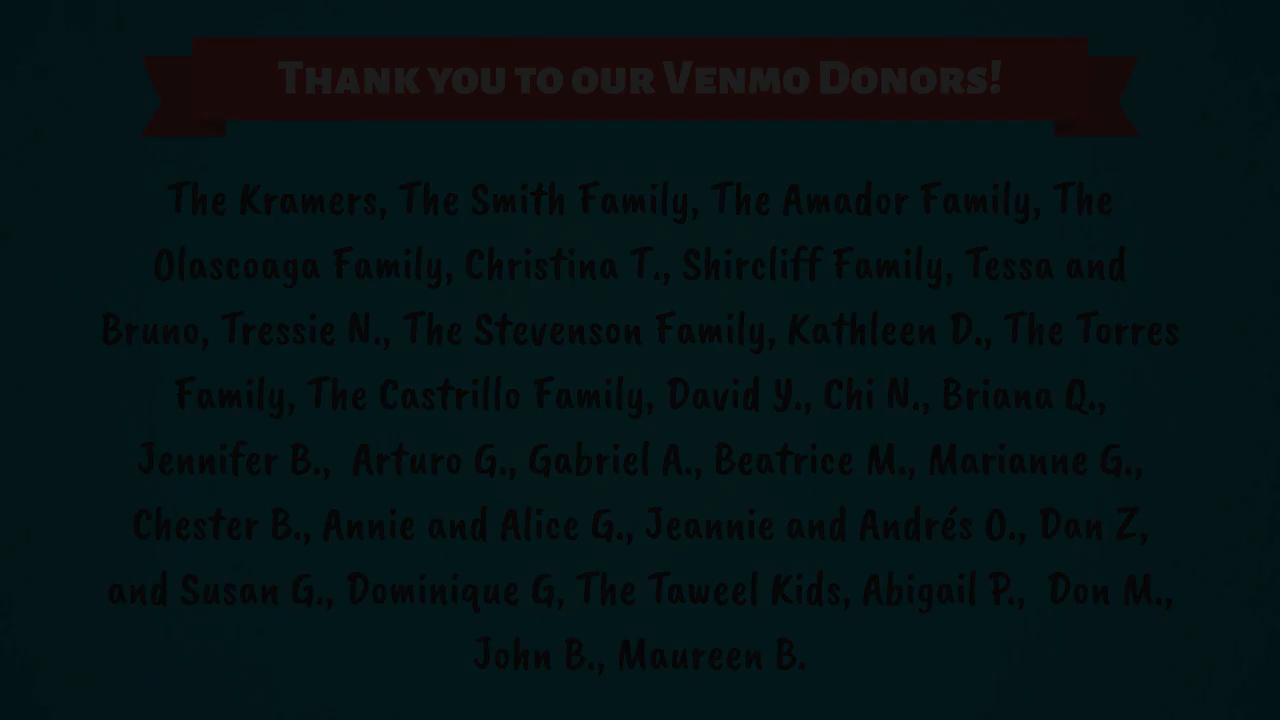 Thank you to our Venmo Donors!
The Kramers, The Smith Family, The Amador Family, The
Olascoaga Family, Christina T., Shircliff Family, Tessa and
Bruno, Tressie N., The Stevenson Family, Kathleen D., The Torres
Family, The Castrillo Family, David Y., Chi N., Briana Q.,
Jennifer B.,  Arturo G., Gabriel A., Beatrice M., Marianne G.,
Chester B., Annie and Alice G., Jeannie and Andrés O., Dan Z,
and Susan G., Dominique G, The Taweel Kids, Abigail P.,  Don M.,
John B., Maureen B.